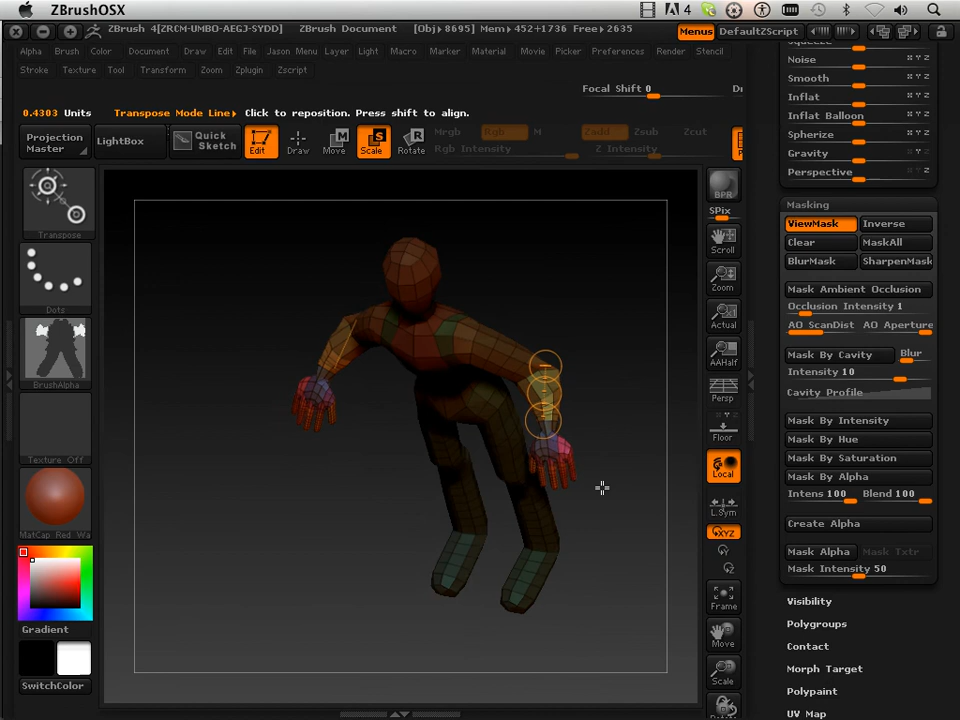 ZBrushOSX
4
ZBrush 4[ZRCM-UMBO-AEGJ-SYDD] ZBrush Document [Obj▸8695] Mem▸452+1736 Free▸2635 Menus DefaultZScript
Alpha Brush Color Document Draw Edit File Jason Menu Layer Light Macro Marker Material Movie Picker Preferences Render Stencil
Stroke Texture Tool Transform Zoom Zplugin Zscript
Focal Shift 0
0.4303 Units Transpose Mode Line▸ Click to reposition. Press shift to align.
Projection Master
LightBox
Quick Sketch
Edit Draw Move Scale Rotate
Mrgb Rgb M Zadd Zsub Zcut
Rgb Intensity Z Intensity
Transpose
Dots
BrushAlpha
Texture Off
MatCap Red Wa
Gradient
SwitchColor
BPR
SPix
Scroll
Zoom
Actual
AAHalf
Persp
Floor
Local
L.Sym
XYZ
Y
Z
Frame
Move
Scale
Squeeze
Noise
Smooth
Inflat
Inflat Balloon
Spherize
Gravity
Perspective
Masking
ViewMask Inverse
Clear MaskAll
BlurMask SharpenMask
Mask Ambient Occlusion
Occlusion Intensity 1
AO ScanDist AO Aperture
Mask By Cavity Blur
Intensity 10
Cavity Profile
Mask By Intensity
Mask By Hue
Mask By Saturation
Mask By Alpha
Intens 100 Blend 100
Create Alpha
Mask Alpha Mask Txtr
Mask Intensity 50
Visibility
Polygroups
Contact
Morph Target
Polypaint
UV Map